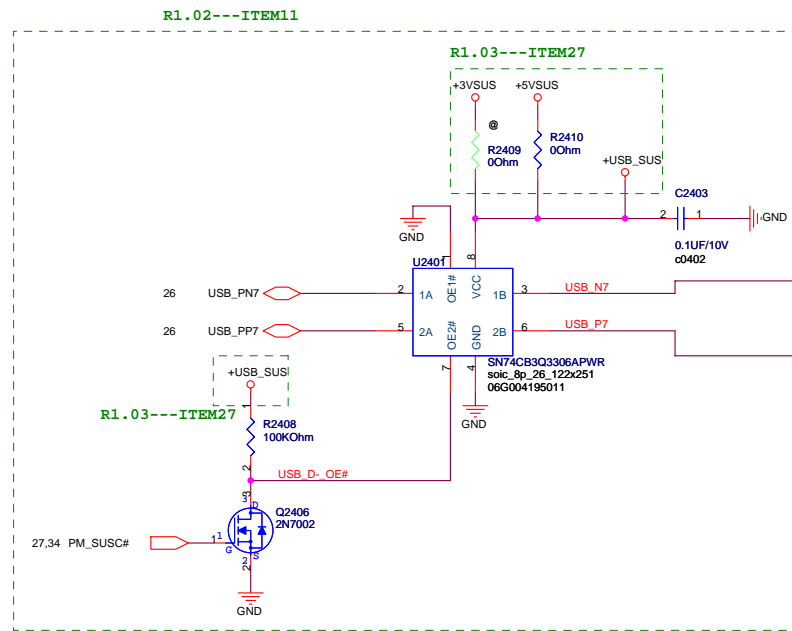 R1.02---ITEM11
R1.03---ITEM27
+3VSUS
+5VSUS
@
R2409
0Ohm
R2410
0Ohm
+USB_SUS
C2403
2
1
GND
0.1UF/10V
c0402
GND
1
8
U2401
OE1#
VCC
26
USB_PN7
2
1A
1B
3
USB_N7
26
USB_PP7
5
2A
2B
6
USB_P7
OE2#
GND
7
4
SN74CB3Q3306APWR
soic_8p_26_122x251
06G004195011
GND
+USB_SUS
R1.03---ITEM27
1
R2408
100KOhm
2
USB_D-_OE#
3
3
D
Q2406
2N7002
27,34
PM_SUSC#
1
1
G
2
S
2
GND